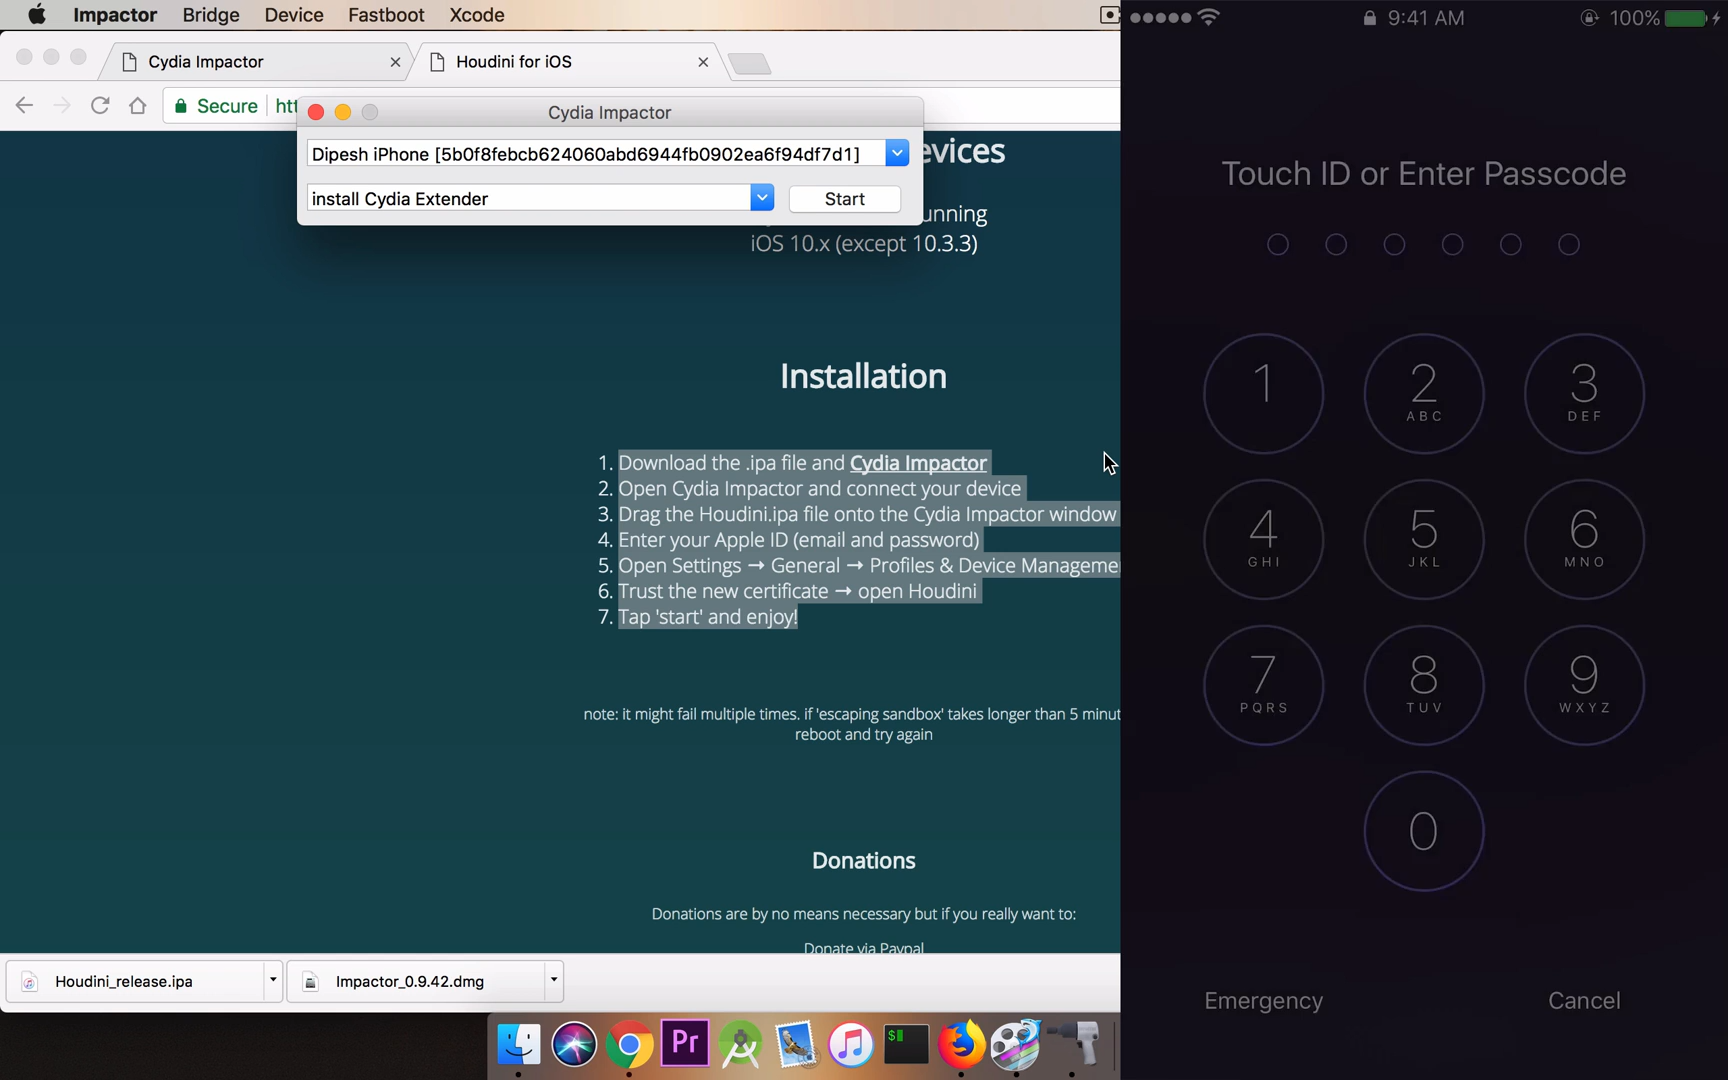 Impactor Bridge Device Fastboot Xcode
Cydia Impactor
Houdini for iOS
Secure htt
Cydia Impactor
Dipesh iPhone [5b0f8febcb624060abd6944fb0902ea6f94df7d1]
evices
install Cydia Extender
Start
unning
iOS 10.x (except 10.3.3)
Installation
1. Download the .ipa file and Cydia Impactor
2. Open Cydia Impactor and connect your device
3. Drag the Houdini.ipa file onto the Cydia Impactor window
4. Enter your Apple ID (email and password)
5. Open Settings → General → Profiles & Device Manageme
6. Trust the new certificate → open Houdini
7. Tap 'start' and enjoy!
note: it might fail multiple times. if 'escaping sandbox' takes longer than 5 minut
reboot and try again
Donations
Donations are by no means necessary but if you really want to:
Donate via Paypal
Houdini_release.ipa
Impactor_0.9.42.dmg
Pr
$
9:41 AM
100%
Touch ID or Enter Passcode
1 2 3
ABC DEF
4 5 6
GHI JKL MNO
7 8 9
PQRS TUV WXYZ
0
Emergency Cancel